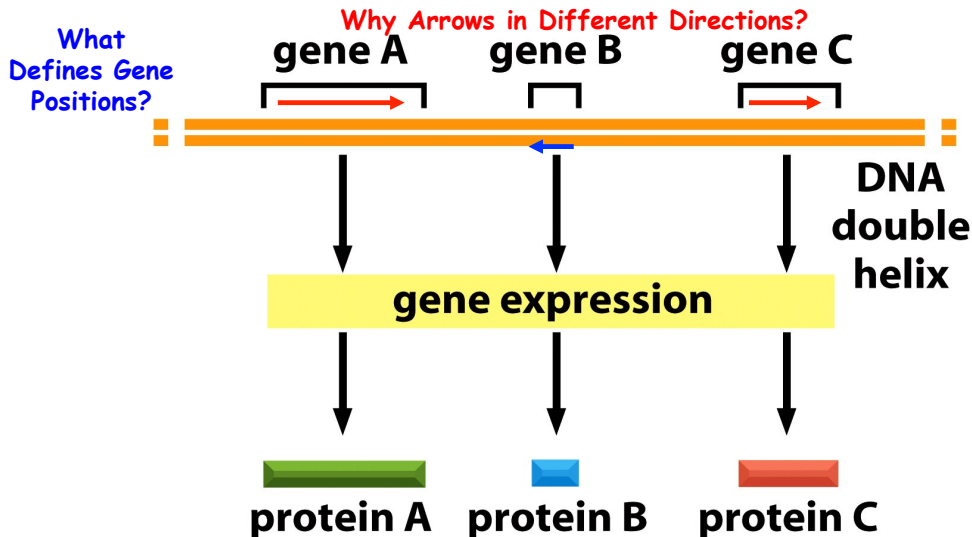 Why Arrows in Different Directions?
What
Defines Gene
Positions?
gene A
gene B
gene C
DNA
double
helix
gene expression
protein A
protein B
protein C